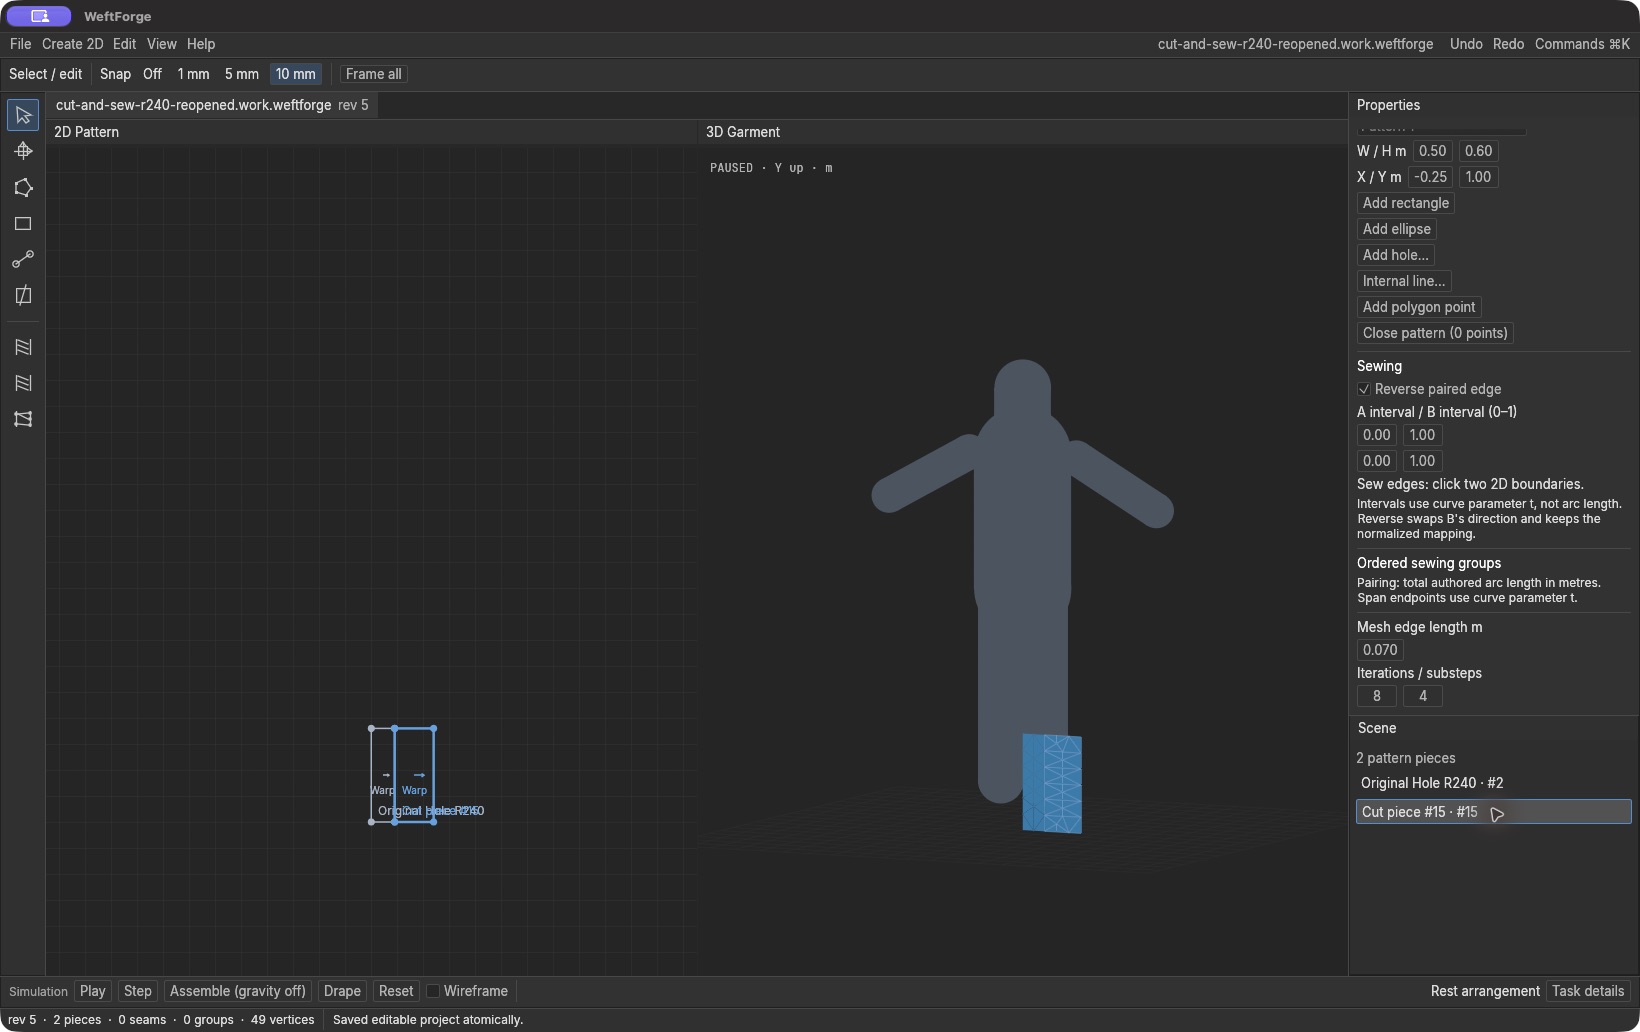 WeftForge
File Create 2D Edit View Help
cut-and-sew-r240-reopened.work.weftforge Undo Redo Commands ⌘K
Select / edit Snap Off 1 mm 5 mm 10 mm Frame all
cut-and-sew-r240-reopened.work.weftforge rev 5
2D Pattern
3D Garment
PAUSED · Y up · m
Warp Warp
Original Hole R240
Properties
W / H m 0.50 0.60
X / Y m -0.25 1.00
Add rectangle
Add ellipse
Add hole...
Internal line...
Add polygon point
Close pattern (0 points)
Sewing
Reverse paired edge
A interval / B interval (0–1)
0.00 1.00
0.00 1.00
Sew edges: click two 2D boundaries.
Intervals use curve parameter t, not arc length.
Reverse swaps B's direction and keeps the
normalized mapping.
Ordered sewing groups
Pairing: total authored arc length in metres.
Span endpoints use curve parameter t.
Mesh edge length m
0.070
Iterations / substeps
8 4
Scene
2 pattern pieces
Original Hole R240 · #2
Cut piece #15 · #15
Simulation Play Step Assemble (gravity off) Drape Reset Wireframe
Rest arrangement Task details
rev 5 · 2 pieces · 0 seams · 0 groups · 49 vertices Saved editable project atomically.